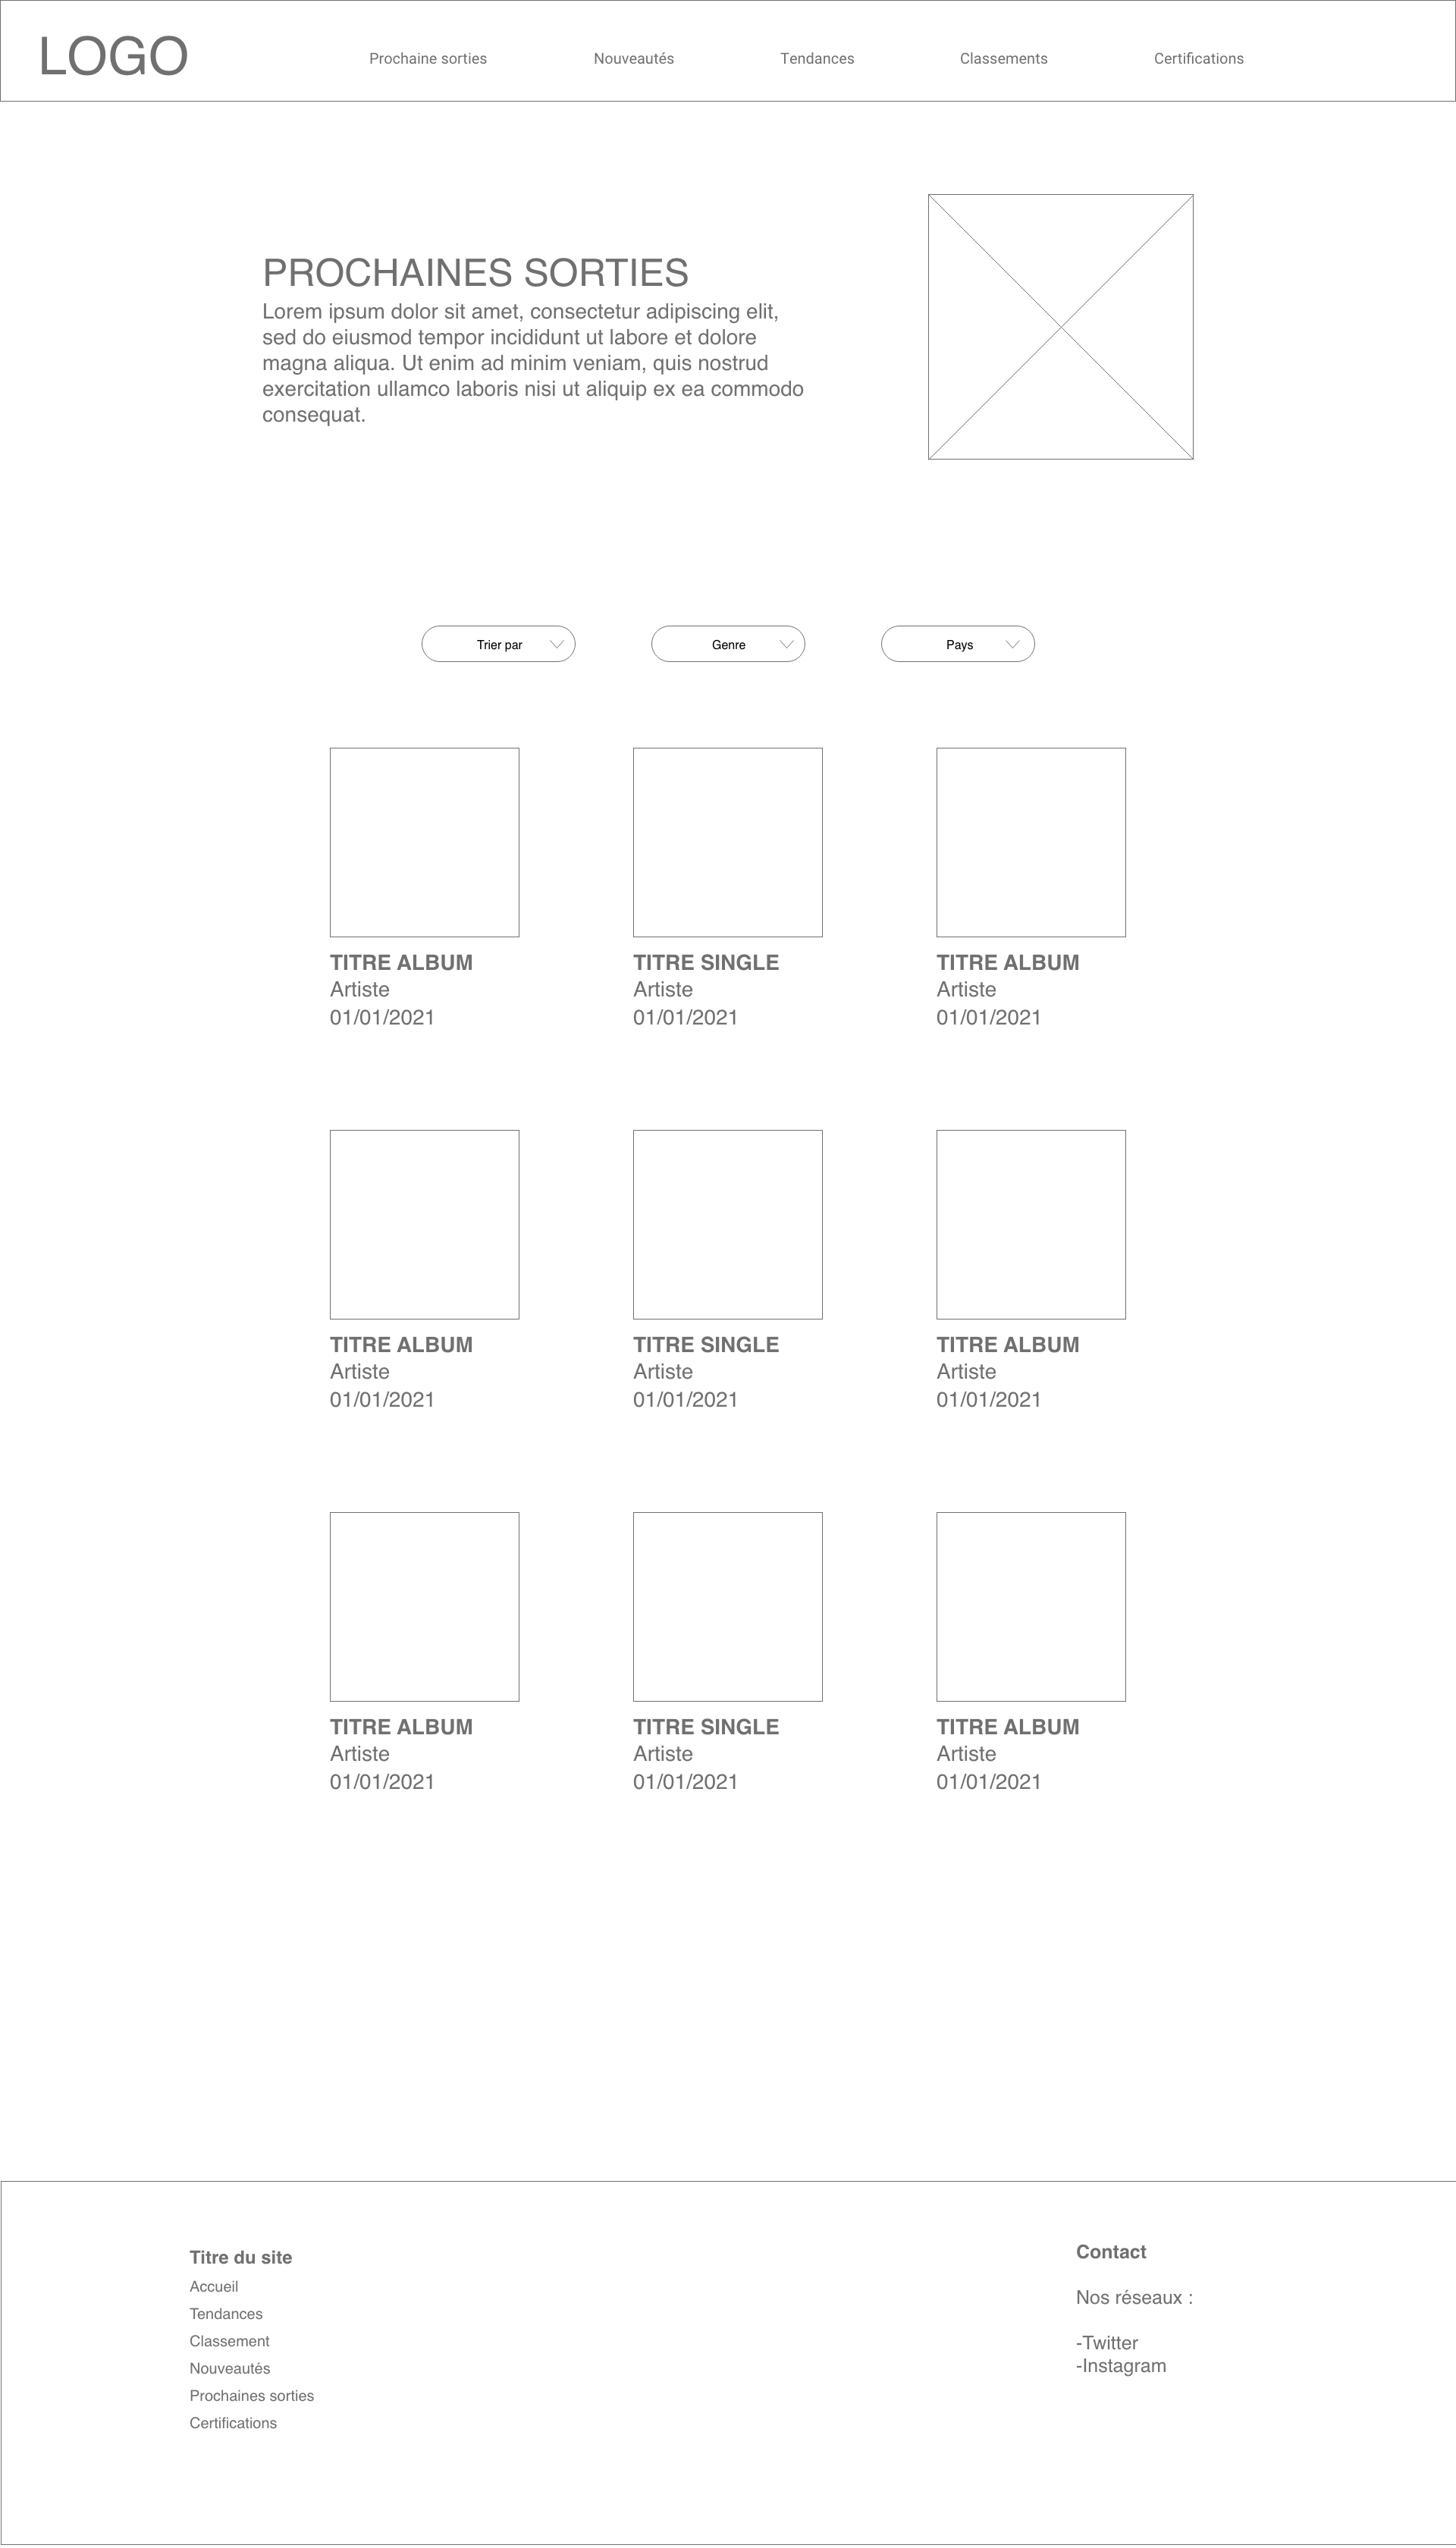 LOGO
Prochaine sorties Nouveautés Tendances Classements Certifications
PROCHAINES SORTIES
Lorem ipsum dolor sit amet, consectetur adipiscing elit,
sed do eiusmod tempor incididunt ut labore et dolore
magna aliqua. Ut enim ad minim veniam, quis nostrud
exercitation ullamco laboris nisi ut aliquip ex ea commodo
consequat.
Trier par Genre Pays
TITRE ALBUM
Artiste
01/01/2021
TITRE SINGLE
Artiste
01/01/2021
TITRE ALBUM
Artiste
01/01/2021
TITRE ALBUM
Artiste
01/01/2021
TITRE SINGLE
Artiste
01/01/2021
TITRE ALBUM
Artiste
01/01/2021
TITRE ALBUM
Artiste
01/01/2021
TITRE SINGLE
Artiste
01/01/2021
TITRE ALBUM
Artiste
01/01/2021
Titre du site
Accueil
Tendances
Classement
Nouveautés
Prochaines sorties
Certifications
Contact
Nos réseaux :
-Twitter
-Instagram